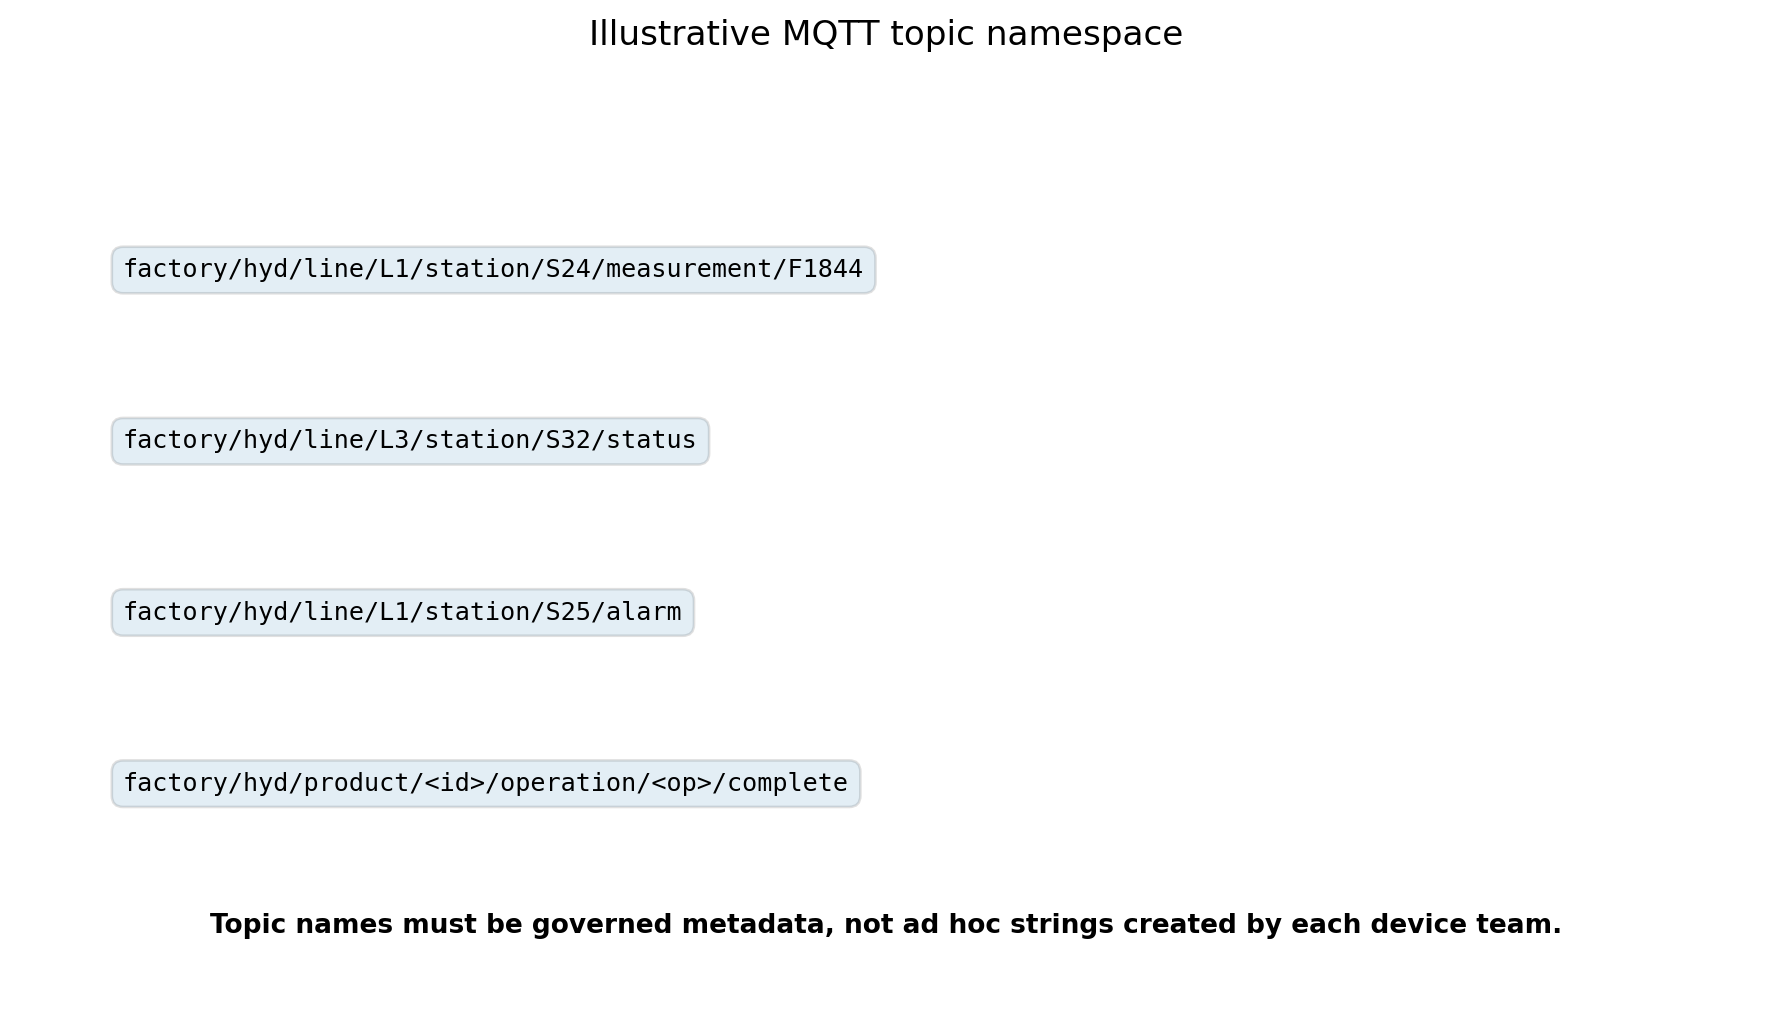 Illustrative MQTT topic namespace
factory/hyd/line/L1/station/S24/measurement/F1844
factory/hyd/line/L3/station/S32/status
factory/hyd/line/L1/station/S25/alarm
factory/hyd/product/<id>/operation/<op>/complete
Topic names must be governed metadata, not ad hoc strings created by each device team.